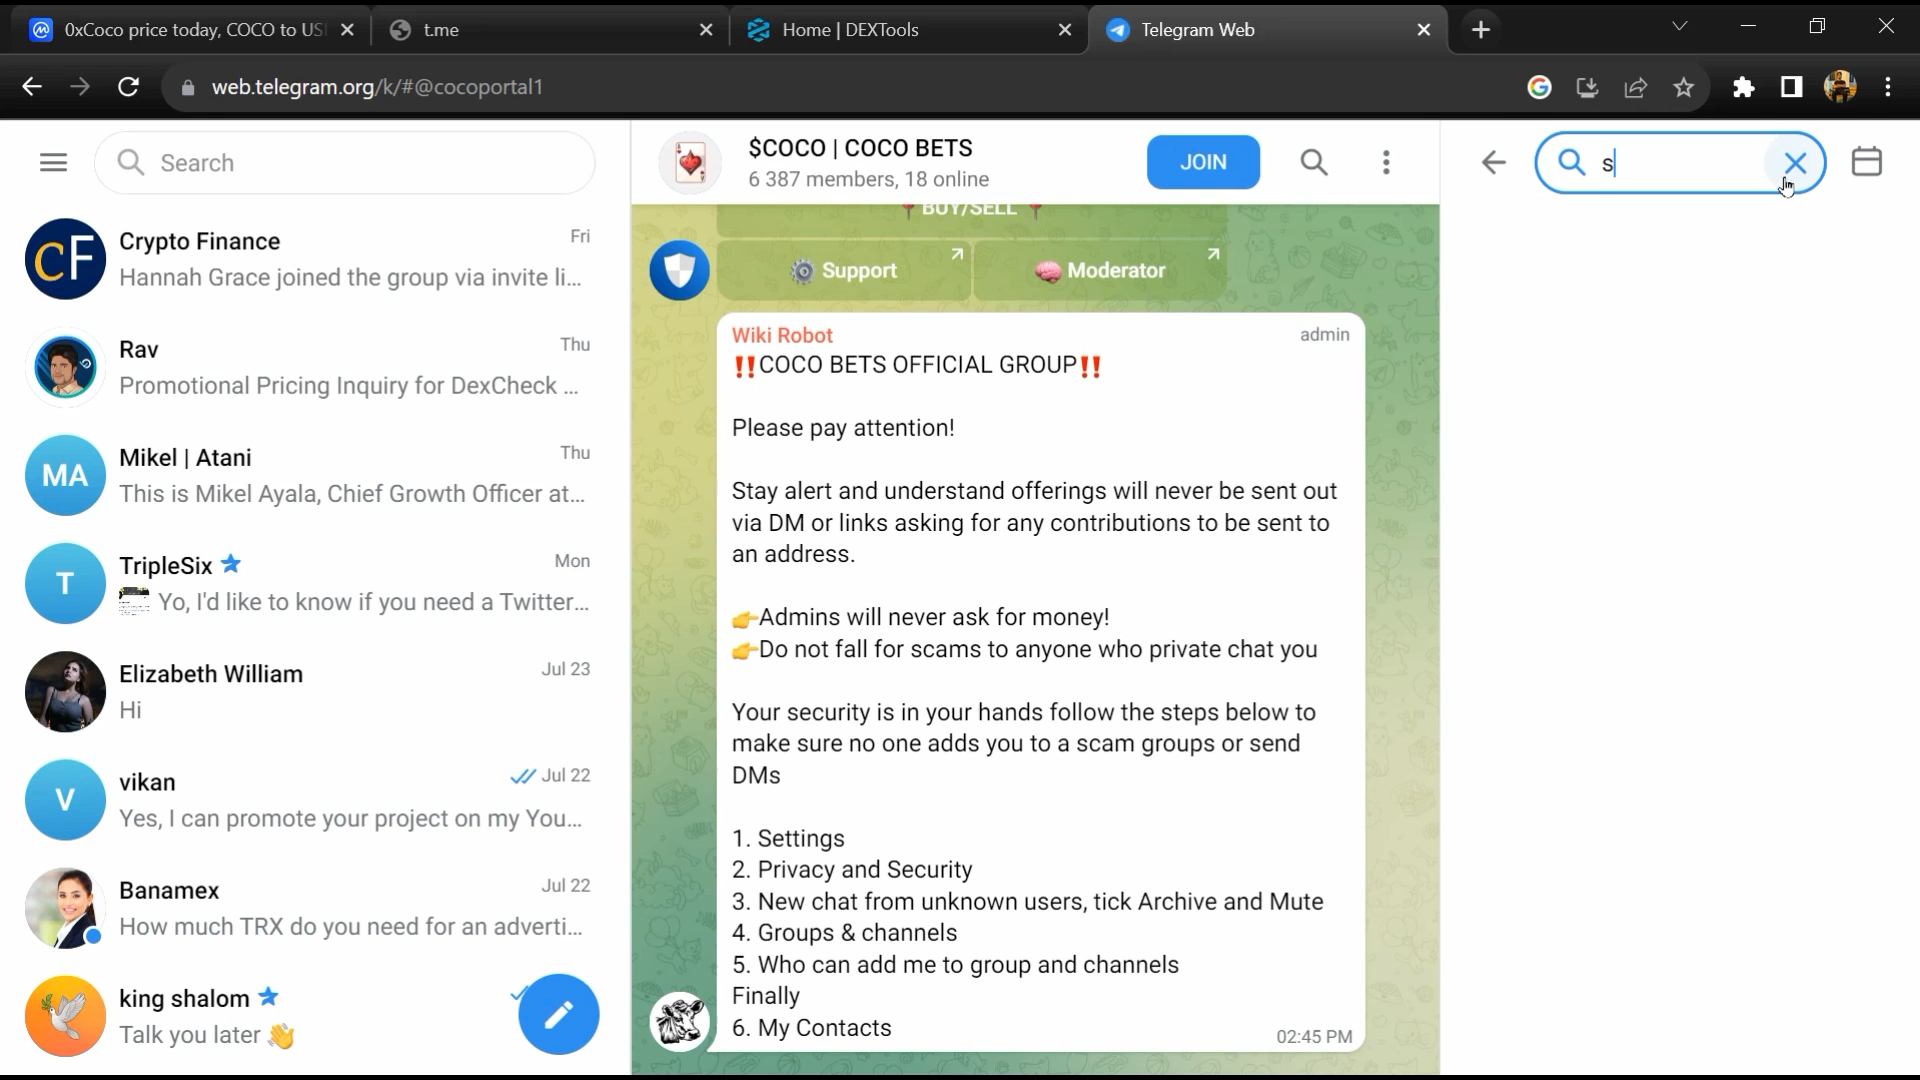 0xCoco price today, COCO to US
t.me
Home | DEXTools
Telegram Web
web.telegram.org/k/#@cocoportal1
Search
Crypto Finance
Fri
Hannah Grace joined the group via invite li...
Rav
Thu
Promotional Pricing Inquiry for DexCheck ...
MA
Mikel | Atani
Thu
This is Mikel Ayala, Chief Growth Officer at...
T
TripleSix
Mon
Yo, I'd like to know if you need a Twitter...
Elizabeth William
Jul 23
Hi
V
vikan
Jul 22
Yes, I can promote your project on my You...
Banamex
Jul 22
How much TRX do you need for an adverti...
king shalom
Talk you later 👋
$COCO | COCO BETS
6 387 members, 18 online
JOIN
📍 BUY/SELL 📍
⚙️ Support
🧠 Moderator
Wiki Robot
admin
‼️COCO BETS OFFICIAL GROUP‼️
Please pay attention!
Stay alert and understand offerings will never be sent out
via DM or links asking for any contributions to be sent to
an address.
👉Admins will never ask for money!
👉Do not fall for scams to anyone who private chat you
Your security is in your hands follow the steps below to
make sure no one adds you to a scam groups or send
DMs
1. Settings
2. Privacy and Security
3. New chat from unknown users, tick Archive and Mute
4. Groups & channels
5. Who can add me to group and channels
Finally
6. My Contacts
02:45 PM
s
CF